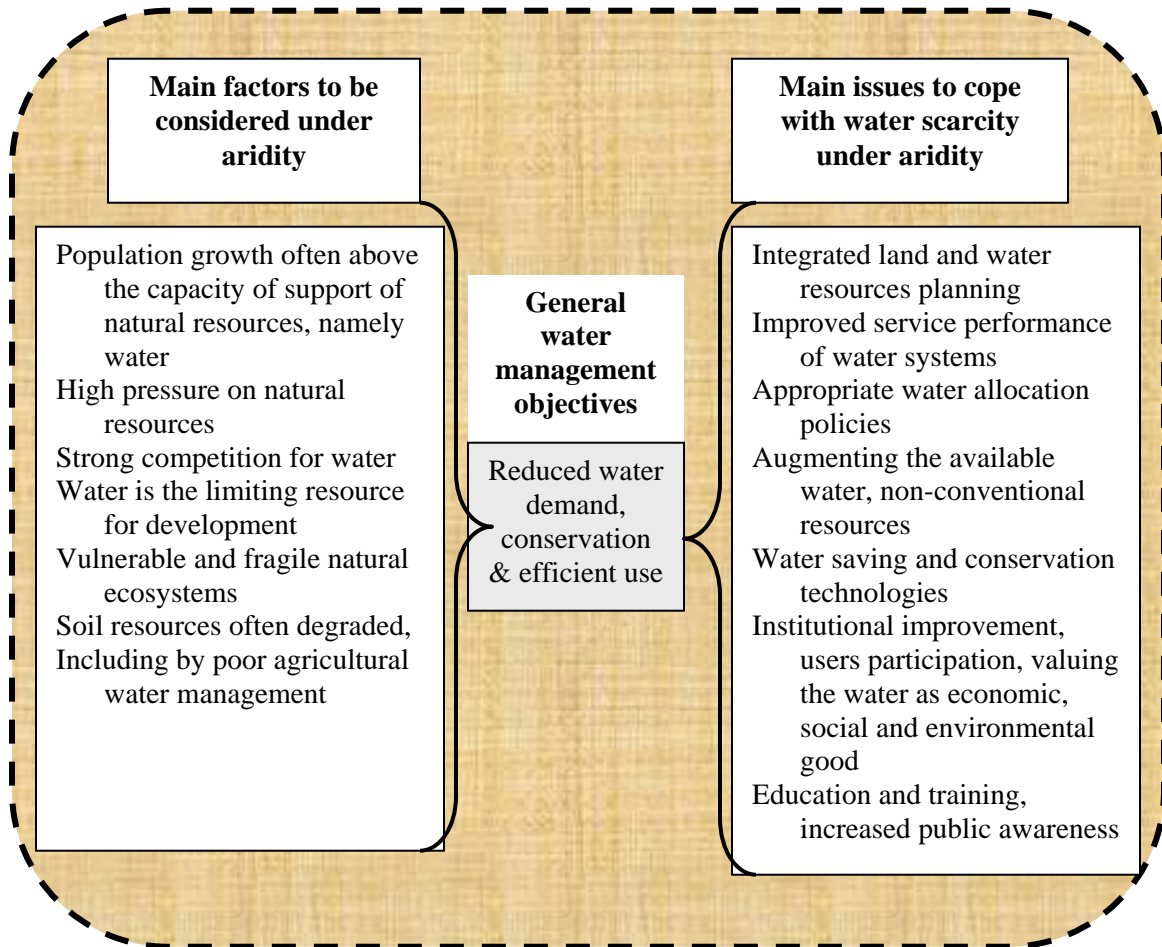 Main factors to be
considered under
aridity
Population growth often above
the capacity of support of
natural resources, namely
water
High pressure on natural
resources
Strong competition for water
Water is the limiting resource
for development
Vulnerable and fragile natural
ecosystems
Soil resources often degraded,
Including by poor agricultural
water management
General
water
management
objectives
Reduced water
demand,
conservation
& efficient use
Main issues to cope
with water scarcity
under aridity
Integrated land and water
resources planning
Improved service performance
of water systems
Appropriate water allocation
policies
Augmenting the available
water, non-conventional
resources
Water saving and conservation
technologies
Institutional improvement,
users participation, valuing
the water as economic,
social and environmental
good
Education and training,
increased public awareness